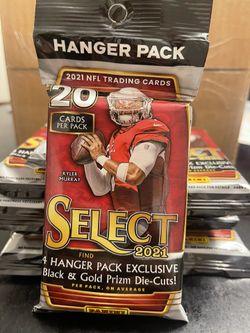 HANGER PACK
2021 NFL TRADING CARDS
20
CARDS
PER PACK
KYLER
MURRAY
SELECT
2021
FIND
4 HANGER PACK EXCLUSIVE
Black & Gold Prizm Die-Cuts!
PER PACK, ON AVERAGE
PANINI